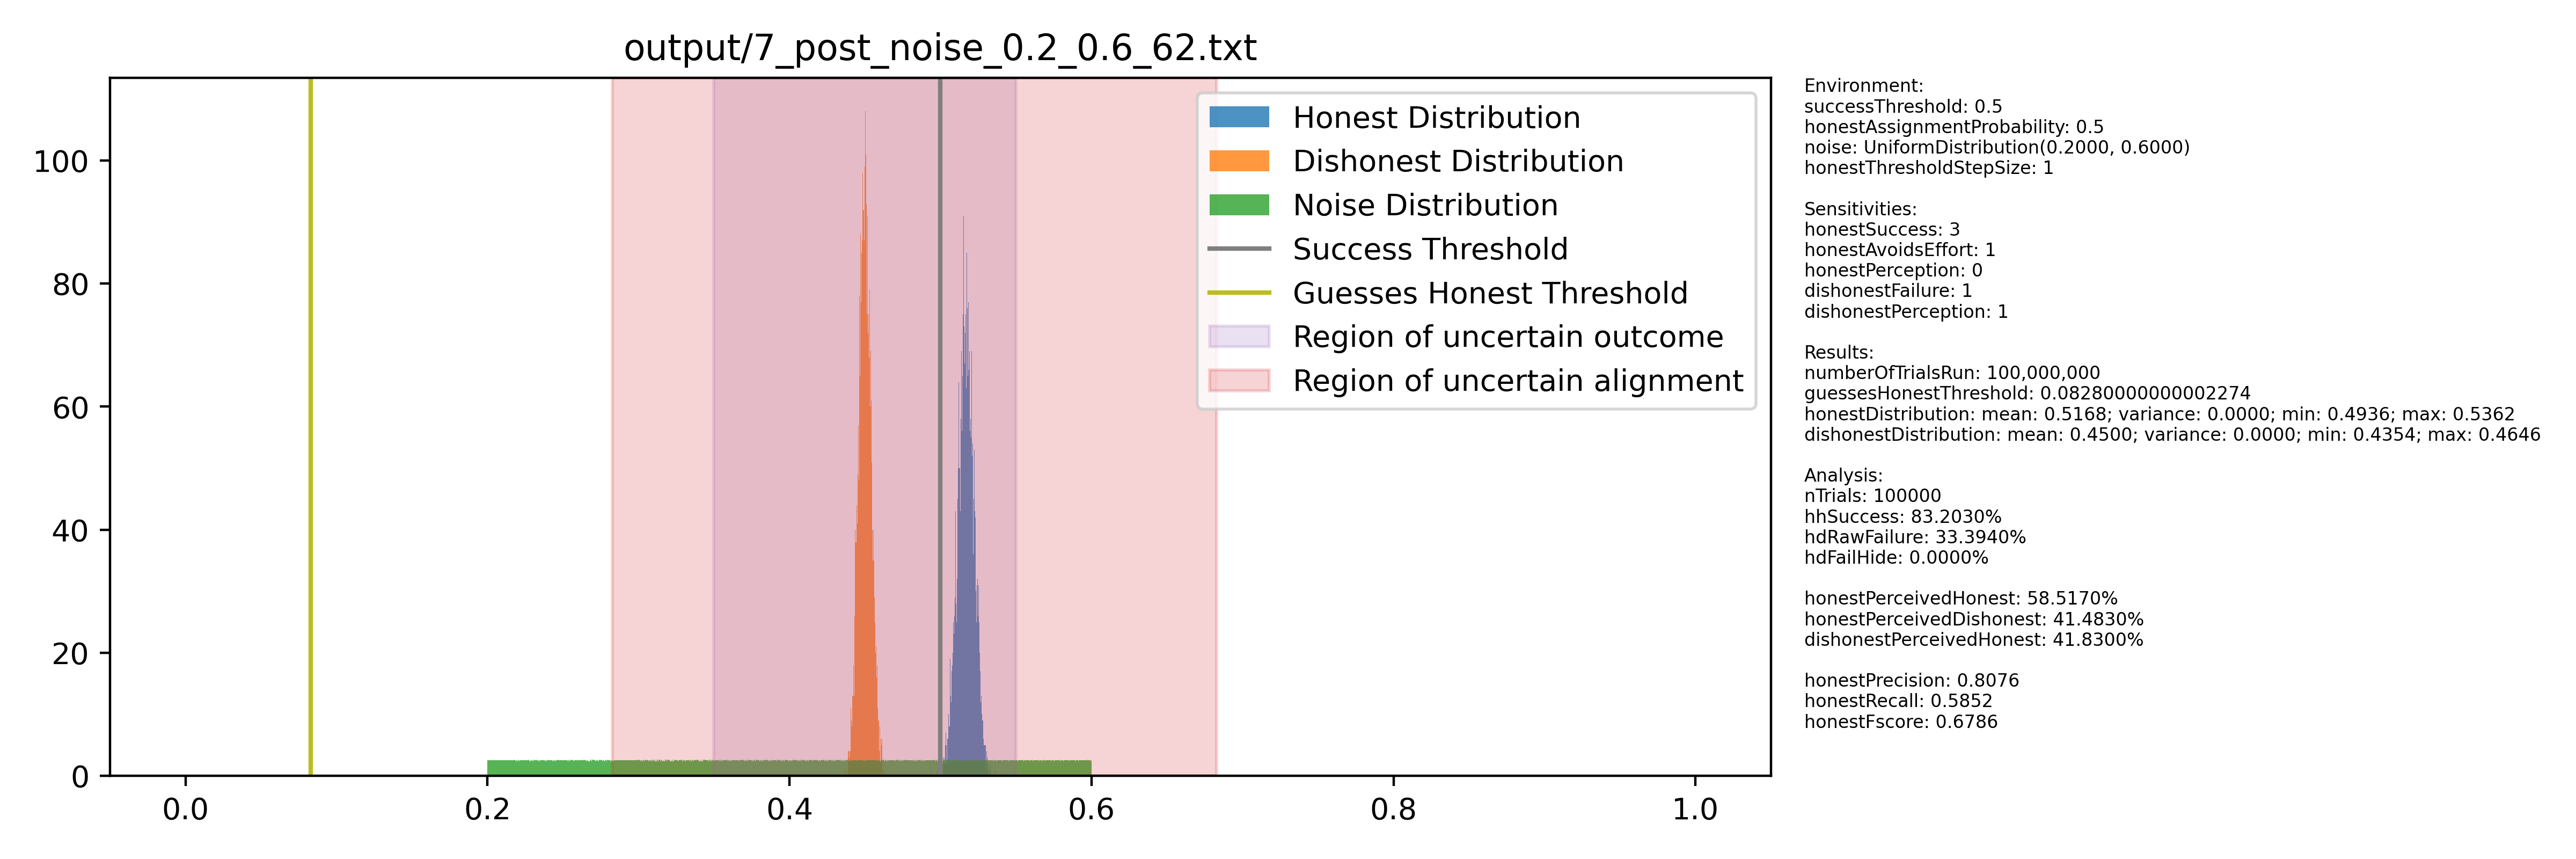 output/7_post_noise_0.2_0.6_62.txt
100
80
60
40
20
0
0.0
0.2
0.4
0.6
0.8
1.0
Honest Distribution
Dishonest Distribution
Noise Distribution
Success Threshold
Guesses Honest Threshold
Region of uncertain outcome
Region of uncertain alignment
Environment:
successThreshold: 0.5
honestAssignmentProbability: 0.5
noise: UniformDistribution(0.2000, 0.6000)
honestThresholdStepSize: 1
Sensitivities:
honestSuccess: 3
honestAvoidsEffort: 1
honestPerception: 0
dishonestFailure: 1
dishonestPerception: 1
Results:
numberOfTrialsRun: 100,000,000
guessesHonestThreshold: 0.08280000000002274
honestDistribution: mean: 0.5168; variance: 0.0000; min: 0.4936; max: 0.5362
dishonestDistribution: mean: 0.4500; variance: 0.0000; min: 0.4354; max: 0.4646
Analysis:
nTrials: 100000
hhSuccess: 83.2030%
hdRawFailure: 33.3940%
hdFailHide: 0.0000%
honestPerceivedHonest: 58.5170%
honestPerceivedDishonest: 41.4830%
dishonestPerceivedHonest: 41.8300%
honestPrecision: 0.8076
honestRecall: 0.5852
honestFscore: 0.6786